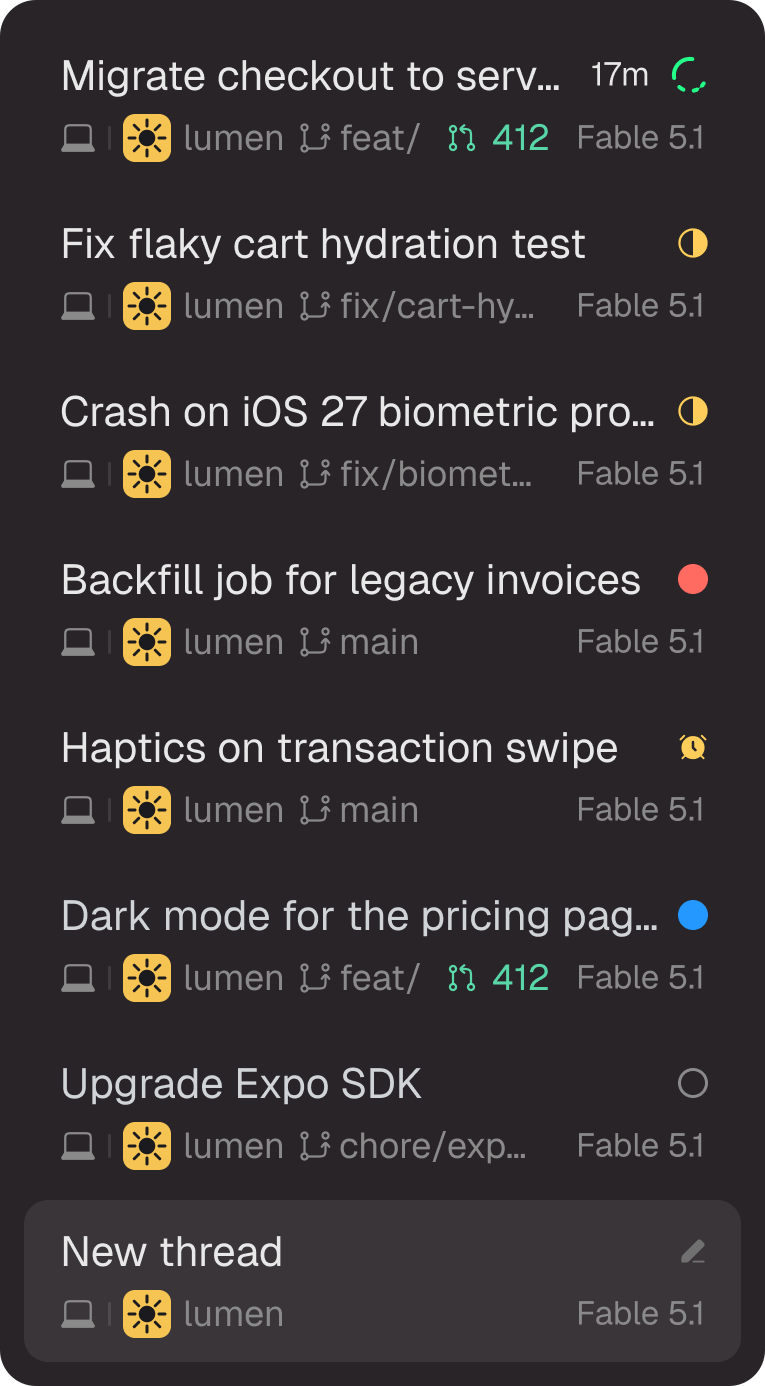 Migrate checkout to serv... 17m
lumen feat/ 412 Fable 5.1
Fix flaky cart hydration test
lumen fix/cart-hy... Fable 5.1
Crash on iOS 27 biometric pro...
lumen fix/biomet... Fable 5.1
Backfill job for legacy invoices
lumen main Fable 5.1
Haptics on transaction swipe
lumen main Fable 5.1
Dark mode for the pricing pag...
lumen feat/ 412 Fable 5.1
Upgrade Expo SDK
lumen chore/exp... Fable 5.1
New thread
lumen Fable 5.1